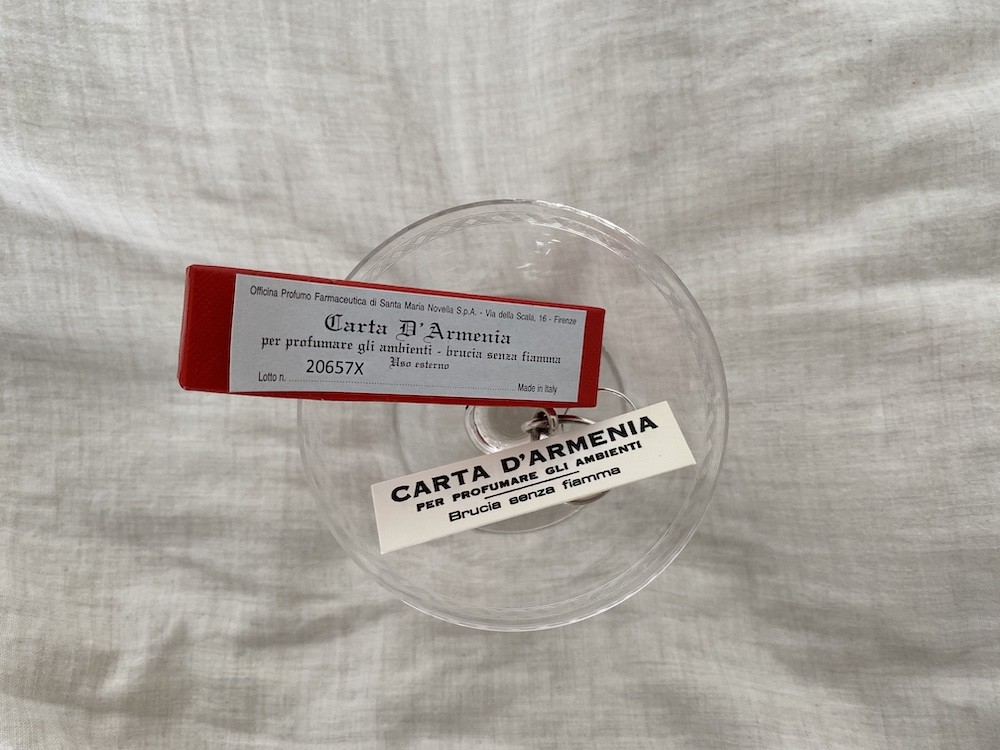 Officina Profumo Farmaceutica di Santa Maria Novella S.p.A. - Via della Scala, 16 - Firenze
Carta D'Armenia
per profumare gli ambienti - brucia senza fiamma
Uso esterno
Lotto n. 20657X Made in Italy
CARTA D'ARMENIA
PER PROFUMARE GLI AMBIENTI
Brucia senza fiamma